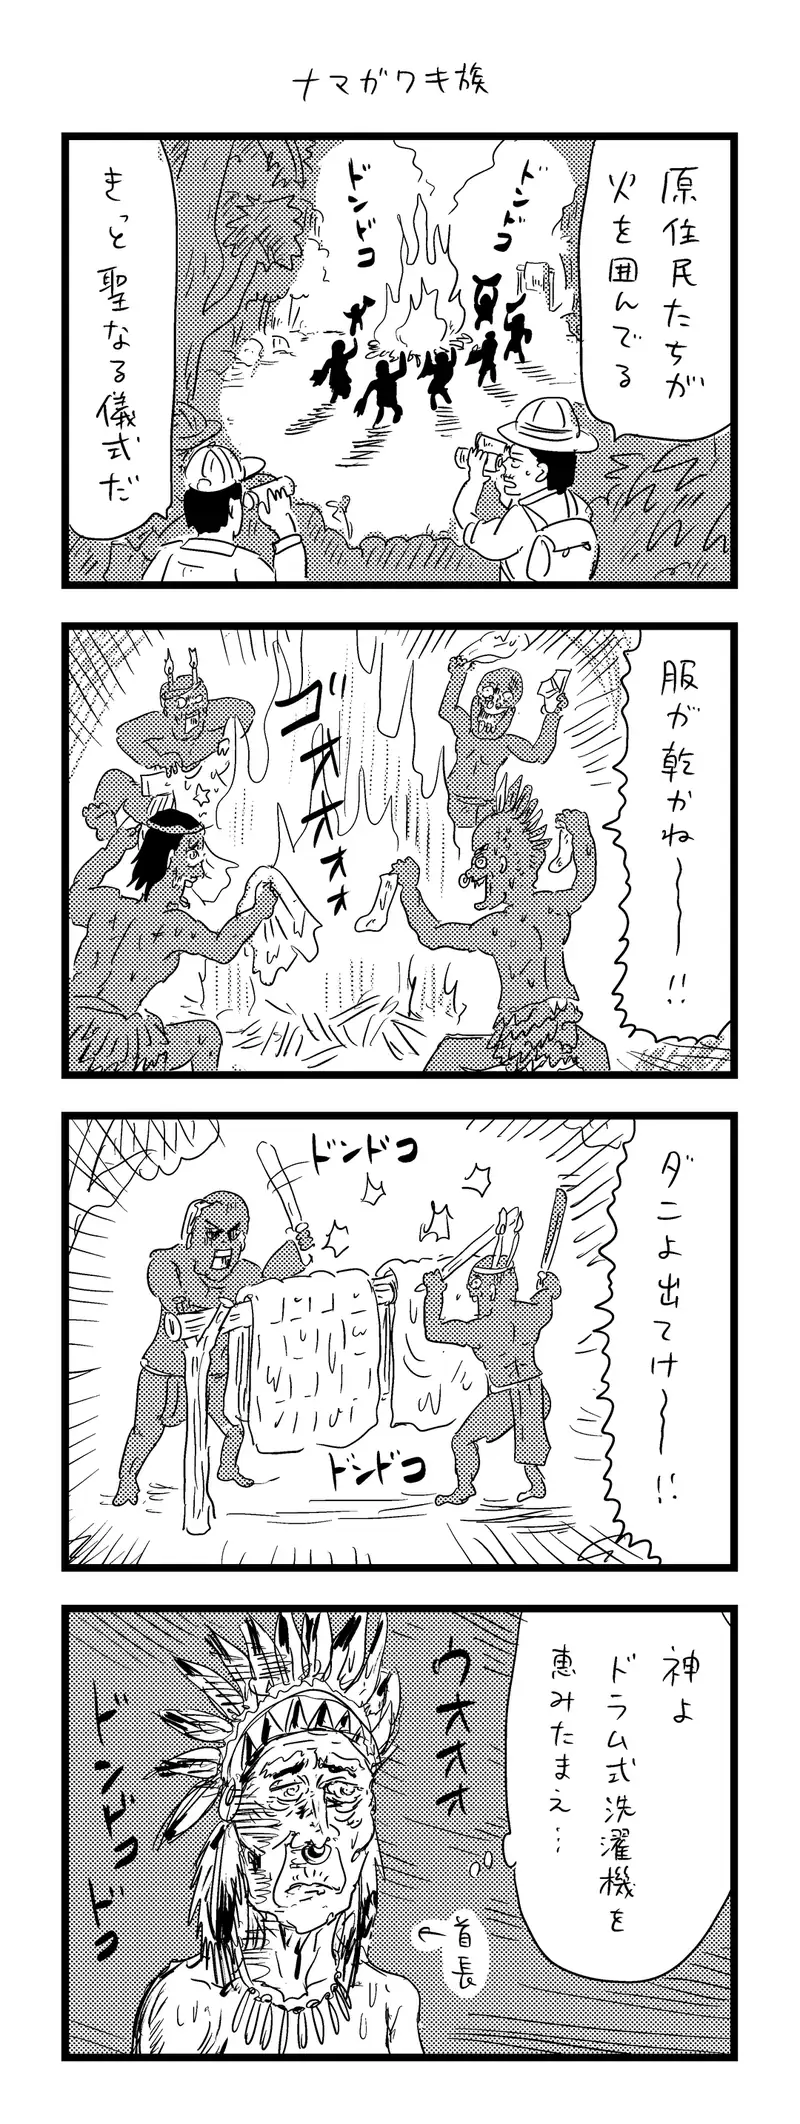 ナマガワキ族
原住民たちが
火を囲んでる
ドンドコ
ドンドコ
きっと聖なる儀式だ
服が乾かね〜〜!!
ゴオオオォォ
ダニよ出てけ〜〜!!
ドンドコ
ドンドコ
神よ
ドラム式洗濯機を
恵みたまえ…
ウオオオォ
首長
ドンドコドンドコ